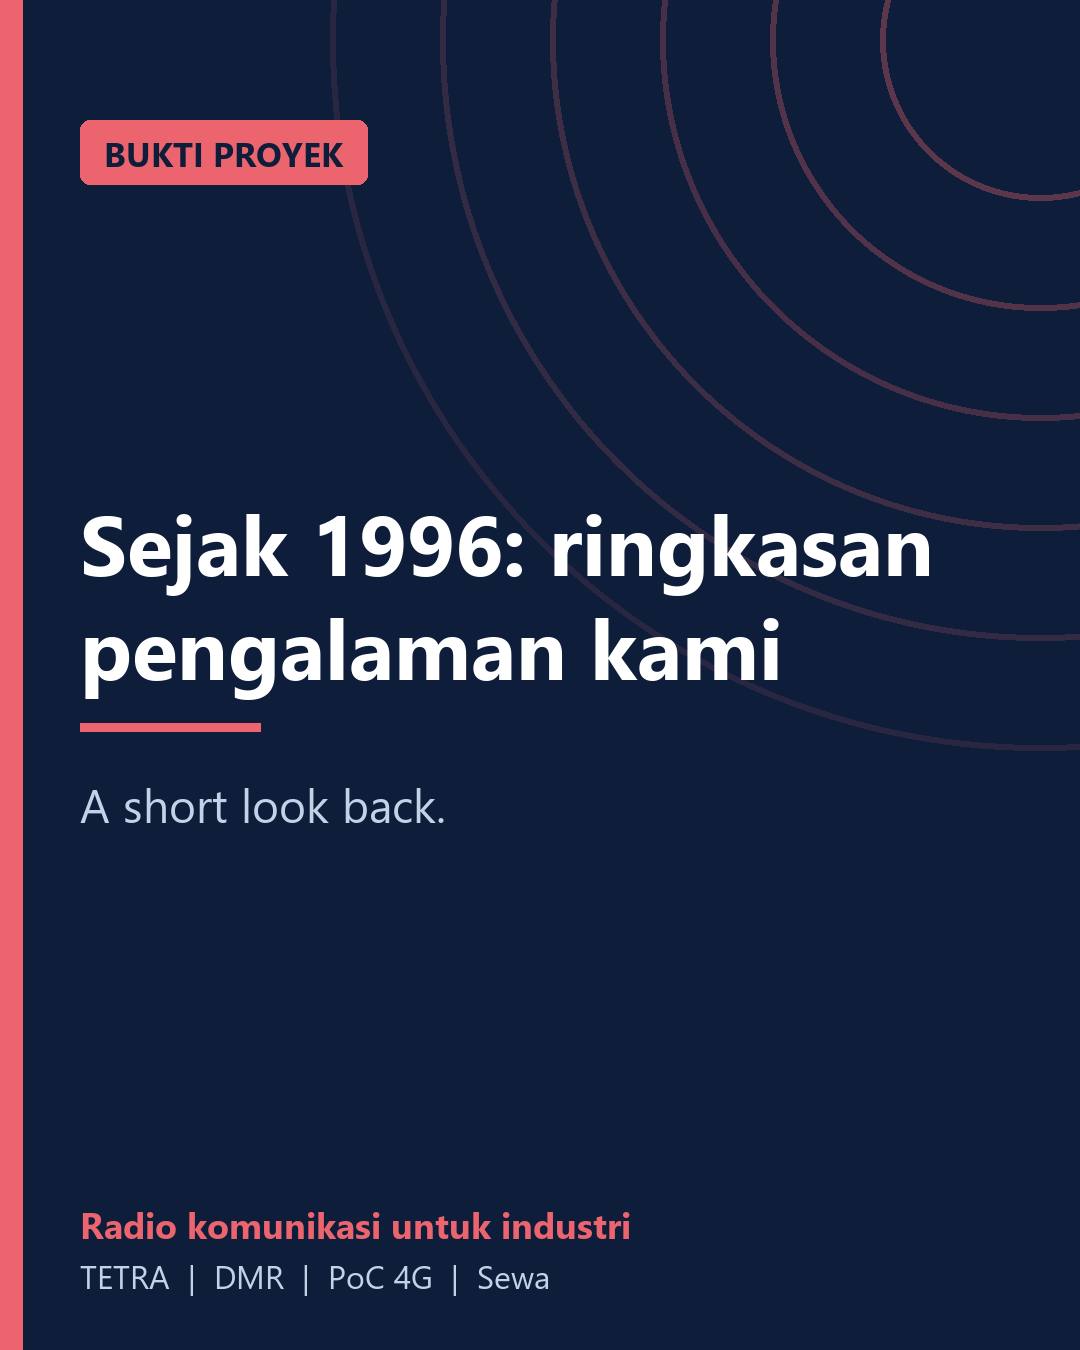 BUKTI PROYEK
Sejak 1996: ringkasan
pengalaman kami
A short look back.
Radio komunikasi untuk industri
TETRA | DMR | PoC 4G | Sewa